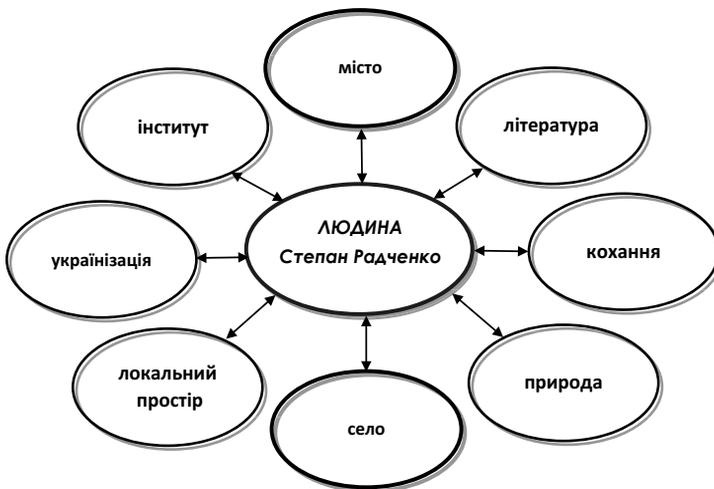 місто
інститут
література
ЛЮДИНА
Степан Радченко
українізація
кохання
локальний
простір
природа
село